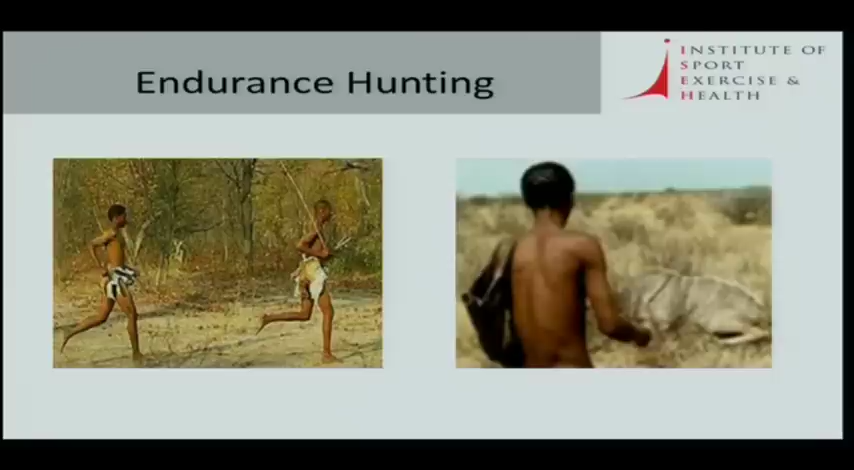 Endurance Hunting
INSTITUTE OF
SPORT
EXERCISE &
HEALTH